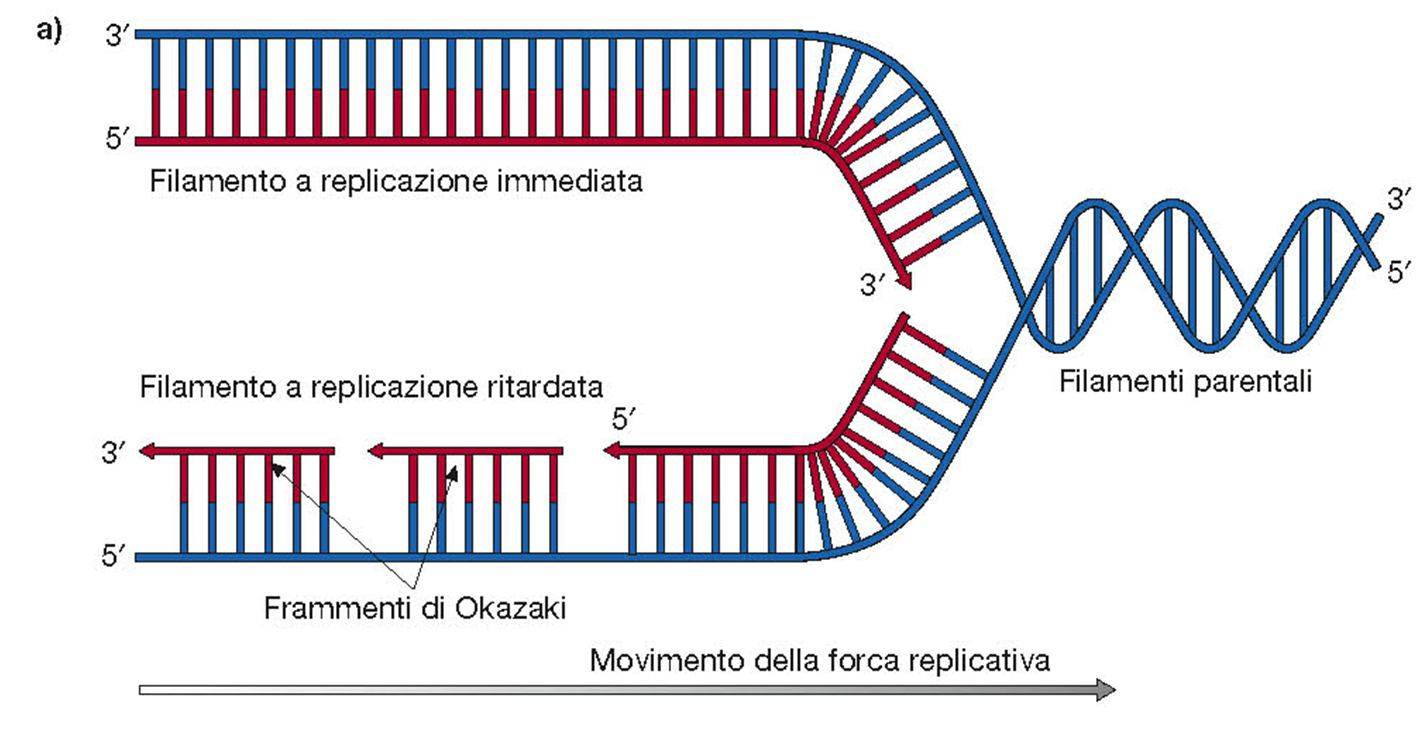 a)
3′
5′
Filamento a replicazione immediata
3′
5′
3′
Filamenti parentali
Filamento a replicazione ritardata
5′
3′
5′
Frammenti di Okazaki
Movimento della forca replicativa